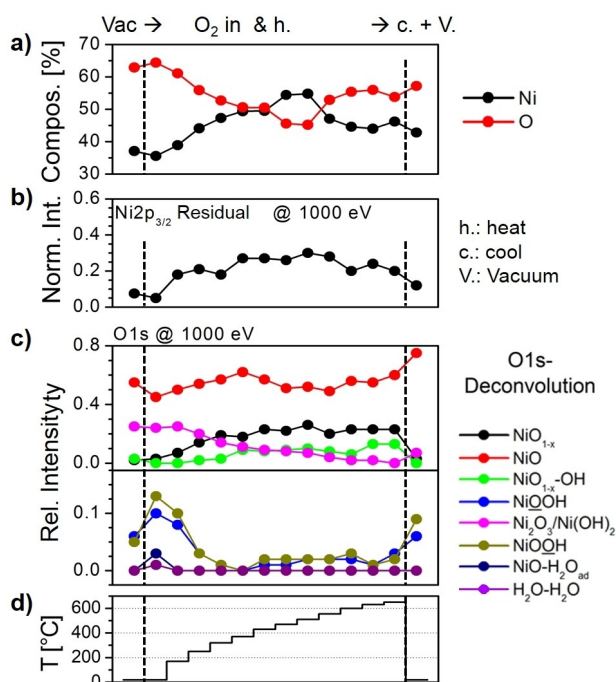 Vac → O₂ in & h. → c. + V.
a)
Compos. [%]
70
60
50
40
30
Ni
O
b)
Norm. Int.
0.6
0.4
0.2
0.0
Ni2p₃/₂ Residual @ 1000 eV
h.: heat
c.: cool
V.: Vacuum
c)
O1s @ 1000 eV
Rel. Intensityty
0.8
0.4
0.0
0.1
0.0
O1s-
Deconvolution
NiO₁₋ₓ
NiO
NiO₁₋ₓ-OH
NiOOH
Ni₂O₃/Ni(OH)₂
NiOOH
NiO-H₂Oad
H₂O-H₂O
d)
T [°C]
600
400
200
0